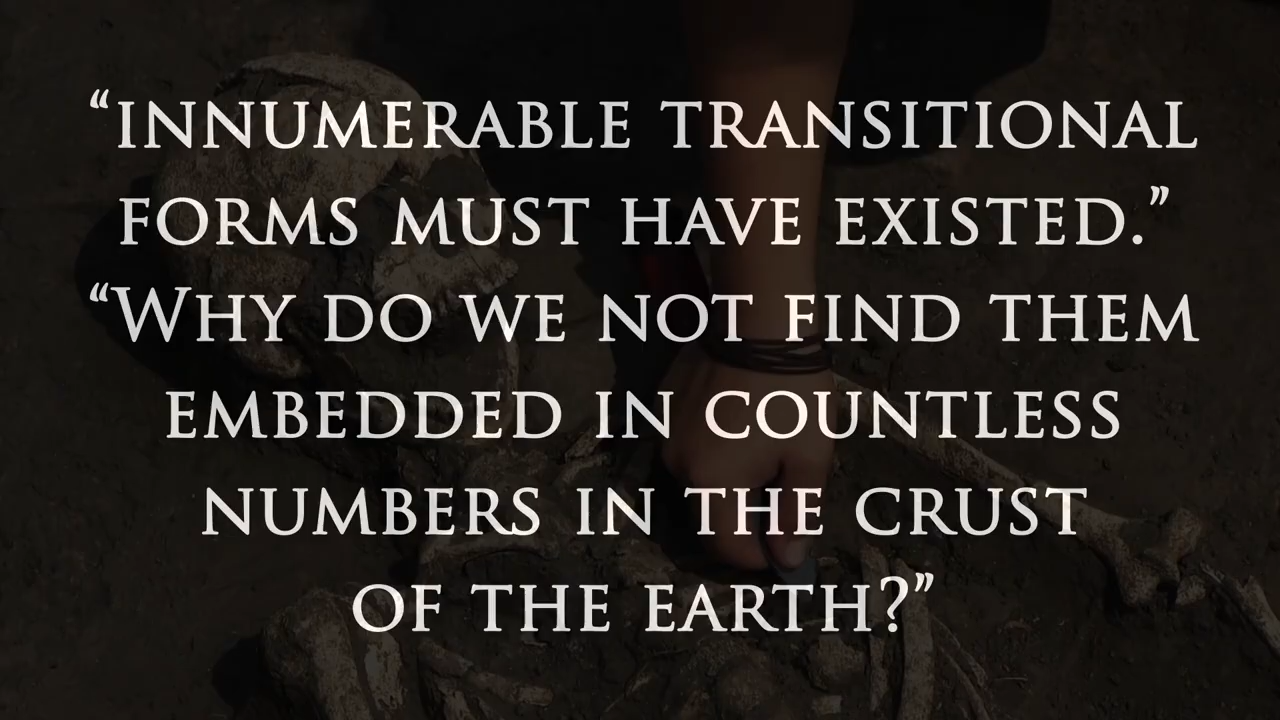 “INNUMERABLE TRANSITIONAL
FORMS MUST HAVE EXISTED.”
“WHY DO WE NOT FIND THEM
EMBEDDED IN COUNTLESS
NUMBERS IN THE CRUST
OF THE EARTH?”